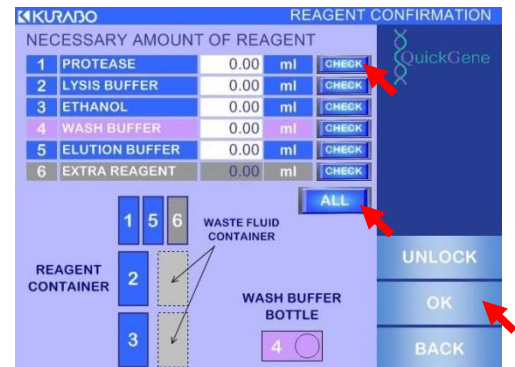 KURABO REAGENT CONFIRMATION
NECESSARY AMOUNT OF REAGENT
QuickGene
1 PROTEASE 0.00 ml CHECK
2 LYSIS BUFFER 0.00 ml CHECK
3 ETHANOL 0.00 ml CHECK
4 WASH BUFFER 0.00 ml CHECK
5 ELUTION BUFFER 0.00 ml CHECK
6 EXTRA REAGENT 0.00 ml CHECK
ALL
1 5 6
WASTE FLUID
CONTAINER
REAGENT
CONTAINER
2
3
WASH BUFFER
BOTTLE
4
UNLOCK
OK
BACK